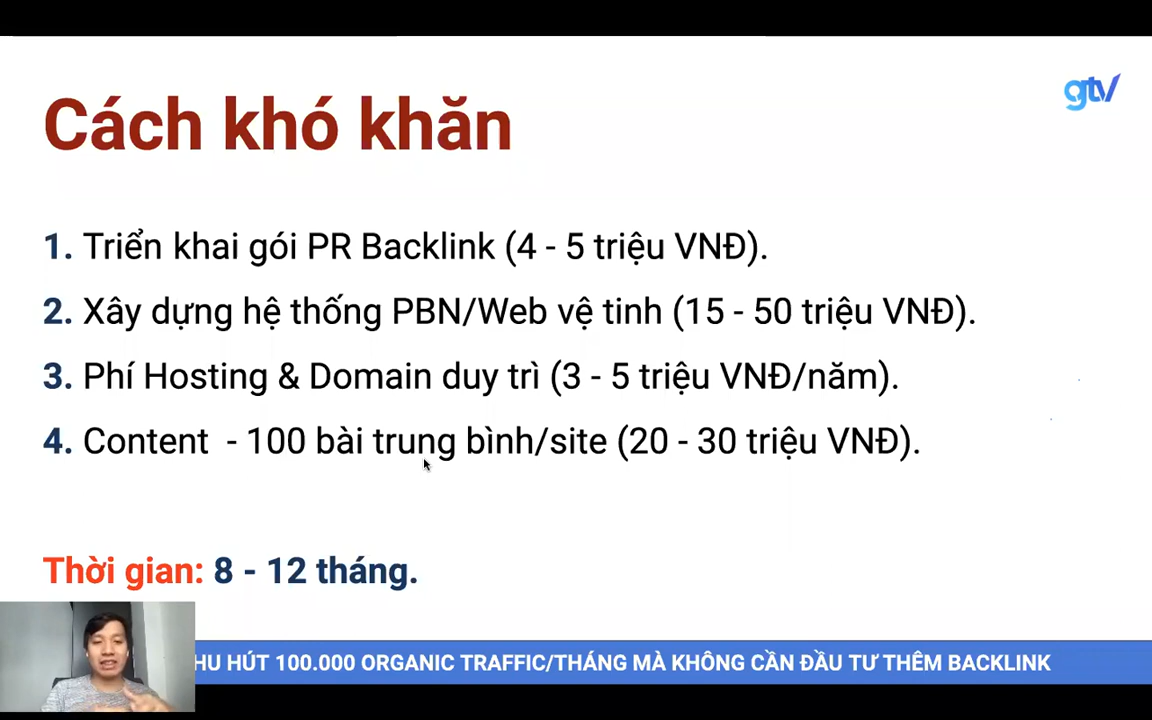 gtv
Cách khó khăn
1. Triển khai gói PR Backlink (4 - 5 triệu VNĐ).
2. Xây dựng hệ thống PBN/Web vệ tinh (15 - 50 triệu VNĐ).
3. Phí Hosting & Domain duy trì (3 - 5 triệu VNĐ/năm).
4. Content - 100 bài trung bình/site (20 - 30 triệu VNĐ).
Thời gian: 8 - 12 tháng.
HU HÚT 100.000 ORGANIC TRAFFIC/THÁNG MÀ KHÔNG CẦN ĐẦU TƯ THÊM BACKLINK